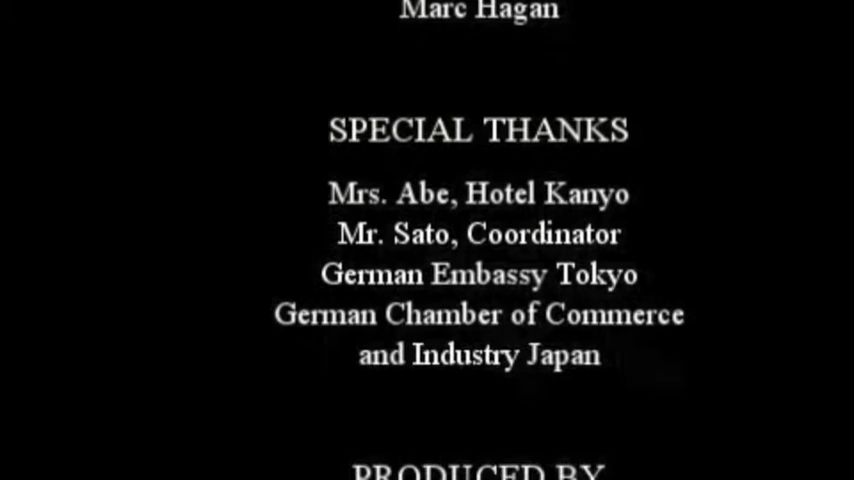 Marc Hagan
SPECIAL THANKS
Mrs. Abe, Hotel Kanyo
Mr. Sato, Coordinator
German Embassy Tokyo
German Chamber of Commerce
and Industry Japan
PRODUCED BY